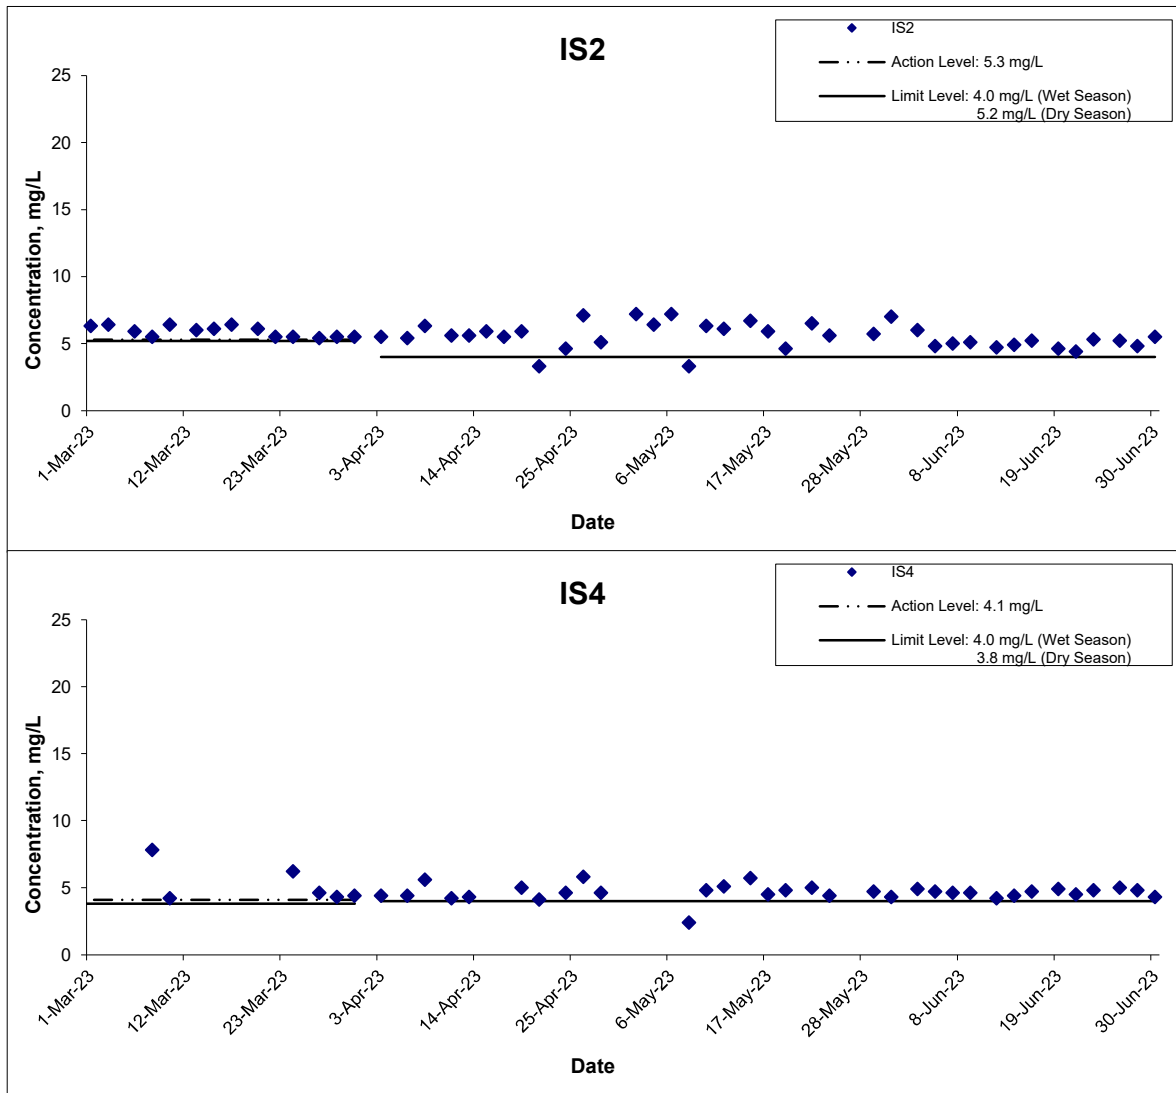 IS2
IS2
Action Level: 5.3 mg/L
Limit Level: 4.0 mg/L (Wet Season)
5.2 mg/L (Dry Season)
Concentration, mg/L
25
20
15
10
5
0
1-Mar-23
12-Mar-23
23-Mar-23
3-Apr-23
14-Apr-23
25-Apr-23
6-May-23
17-May-23
28-May-23
8-Jun-23
19-Jun-23
30-Jun-23
Date
IS4
IS4
Action Level: 4.1 mg/L
Limit Level: 4.0 mg/L (Wet Season)
3.8 mg/L (Dry Season)
Concentration, mg/L
25
20
15
10
5
0
1-Mar-23
12-Mar-23
23-Mar-23
3-Apr-23
14-Apr-23
25-Apr-23
6-May-23
17-May-23
28-May-23
8-Jun-23
19-Jun-23
30-Jun-23
Date